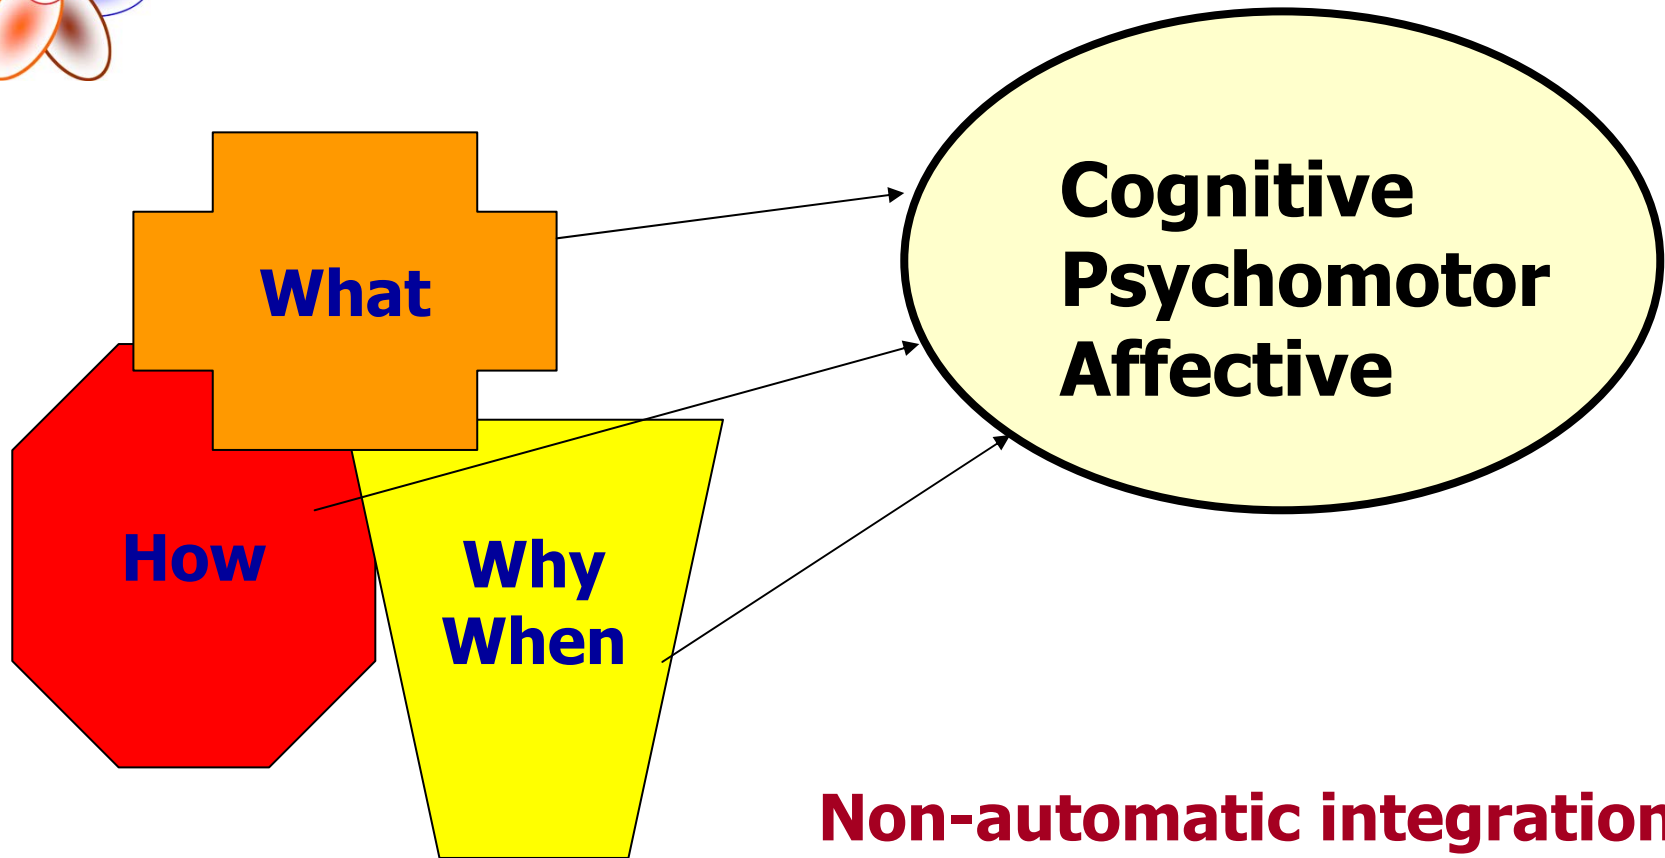 What
How
Why
When
Cognitive
Psychomotor
Affective
Non-automatic integration